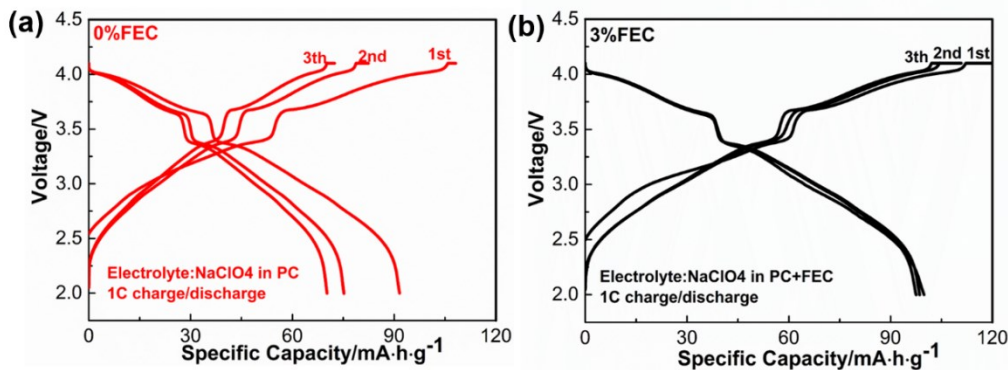 (a)
0%FEC
3th
2nd
1st
4.5
4.0
3.5
3.0
2.5
2.0
Voltage/V
Electrolyte:NaClO4 in PC
1C charge/discharge
0 30 60 90 120
Specific Capacity/mA·h·g-1
(b)
3%FEC
3th 2nd 1st
4.5
4.0
3.5
3.0
2.5
2.0
Voltage/V
Electrolyte:NaClO4 in PC+FEC
1C charge/discharge
0 30 60 90 120
Specific Capacity/mA·h·g-1